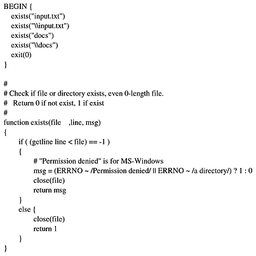 BEGIN {
exists("input.txt")
exists("\\input.txt")
exists("docs")
exists("\\docs")
exit(0)
}
#
# Check if file or directory exists, even 0-length file.
# Return 0 if not exist, 1 if exist
#
function exists(file ,line, msg)
{
if ( (getline line < file) == -1 )
{
# "Permission denied" is for MS-Windows
msg = (ERRNO ~ /Permission denied/ || ERRNO ~ /a directory/) ? 1 : 0
close(file)
return msg
}
else {
close(file)
return 1
}
}